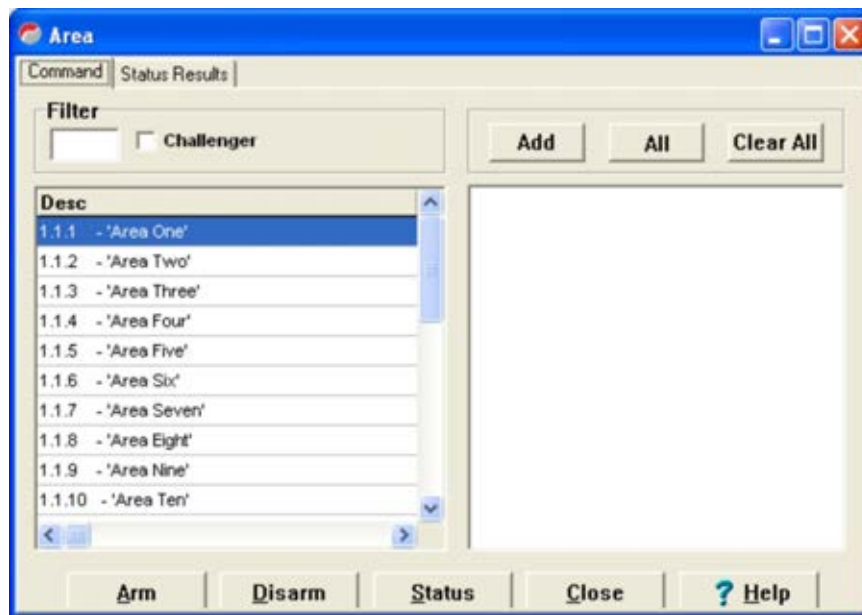 Area
Command Status Results
Filter
Challenger
Add All Clear All
Desc
1.1.1 - 'Area One'
1.1.2 - 'Area Two'
1.1.3 - 'Area Three'
1.1.4 - 'Area Four'
1.1.5 - 'Area Five'
1.1.6 - 'Area Six'
1.1.7 - 'Area Seven'
1.1.8 - 'Area Eight'
1.1.9 - 'Area Nine'
1.1.10 - 'Area Ten'
Arm Disarm Status Close ? Help